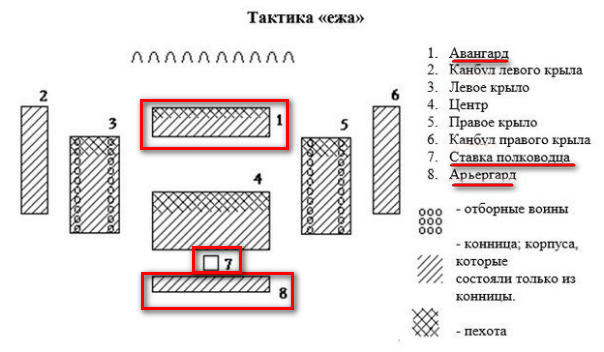 Тактика «ежа»
1. Авангард
2. Канбул левого крыла
3. Левое крыло
4. Центр
5. Правое крыло
6. Канбул правого крыла
7. Ставка полководца
8. Арьергард
- отборные воины
- конница; корпуса,
которые
состояли только из
конницы.
- пехота
2
3
1
5
6
4
7
8